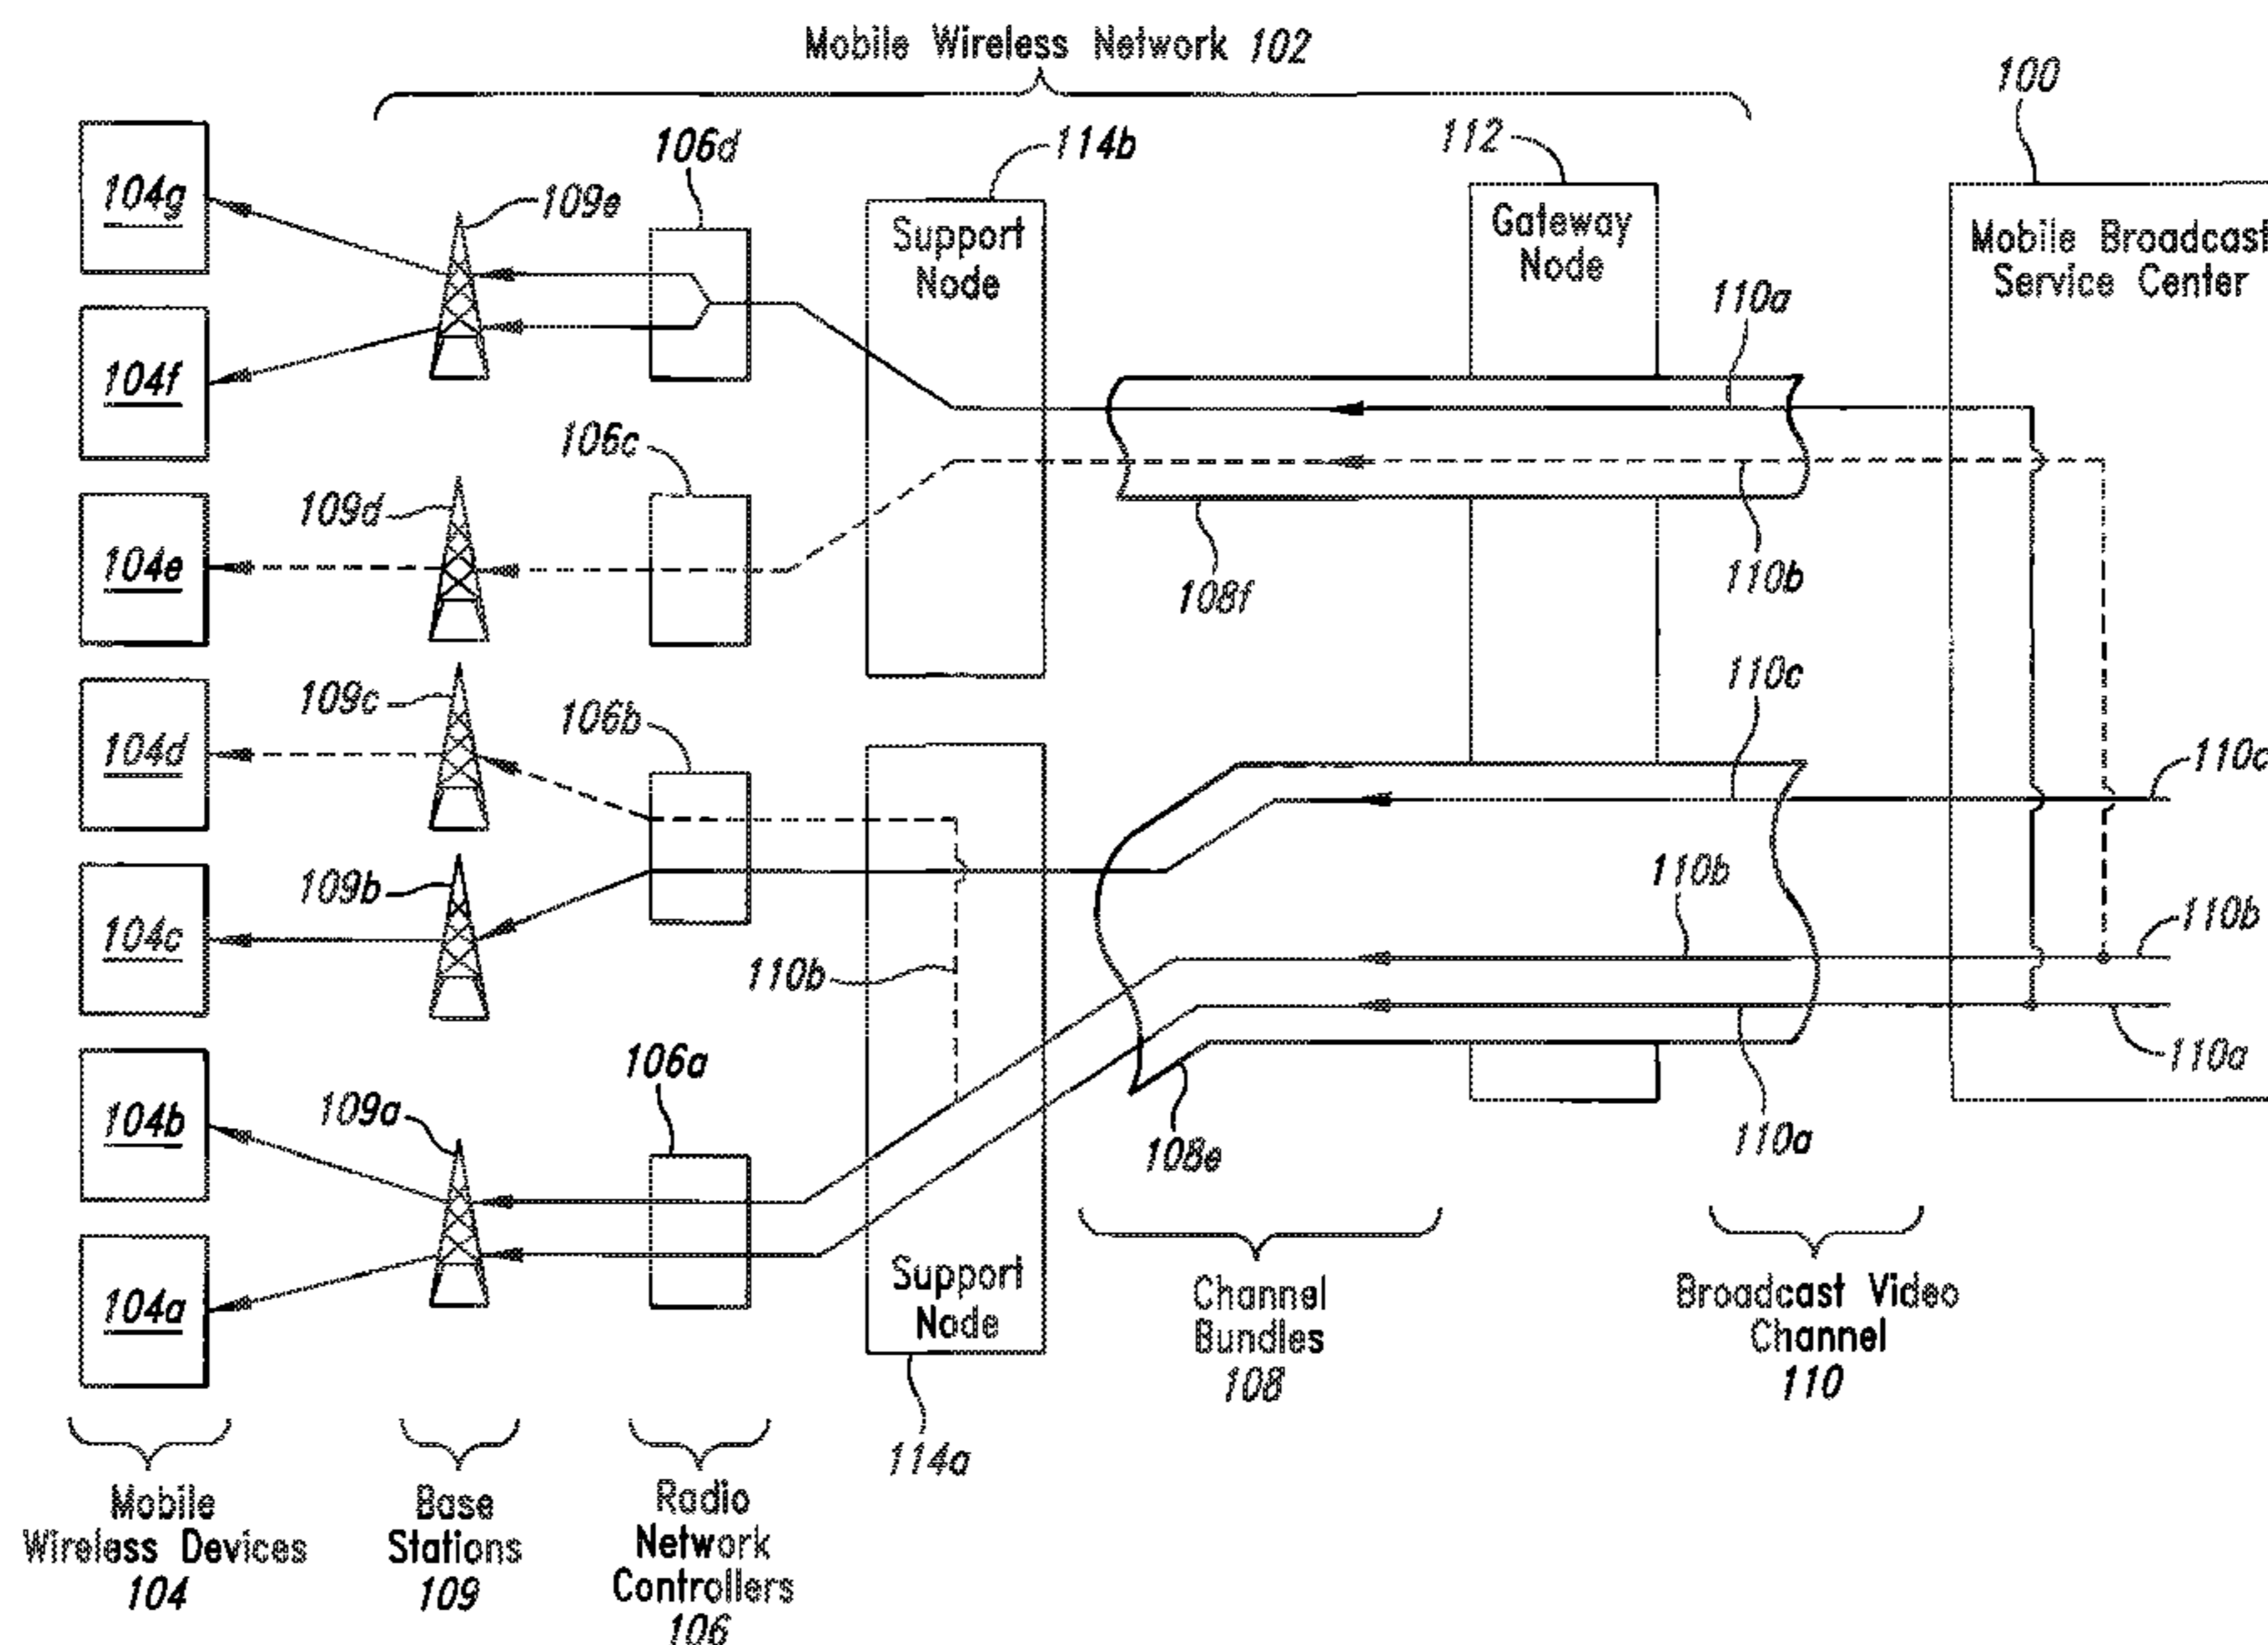 Mobile Wireless Network 102
100
106d
114b
112
104g
109e
Support
Node
Gateway
Node
Mobile Broadcast
Service Center
110a
104f
106c
109d
104e
110b
108f
109c
106b
110c
104d
110c
109b
110b
110b
104c
110b
110a
106a
109a
104b
108e
110a
104a
Support
Node
Channel
Bundles
108
Broadcast Video
Channel
110
114a
Mobile
Wireless Devices
104
Base
Stations
109
Radio
Network
Controllers
106